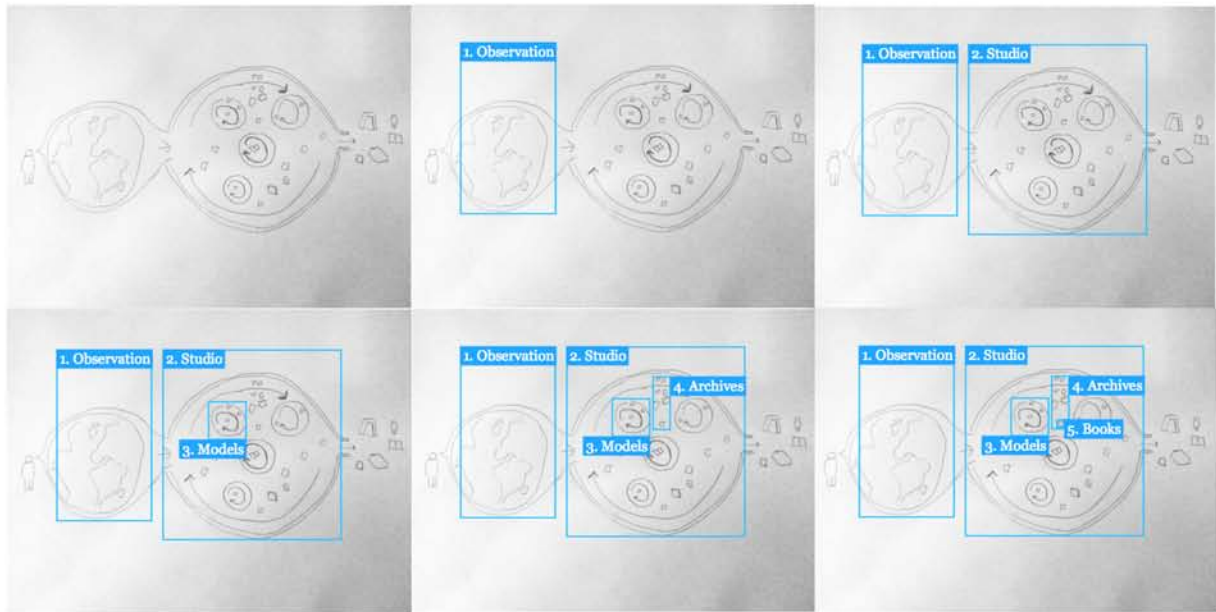 1. Observation
1. Observation
2. Studio
1. Observation
2. Studio
3. Models
1. Observation
2. Studio
4. Archives
3. Models
1. Observation
2. Studio
4. Archives
5. Books
3. Models